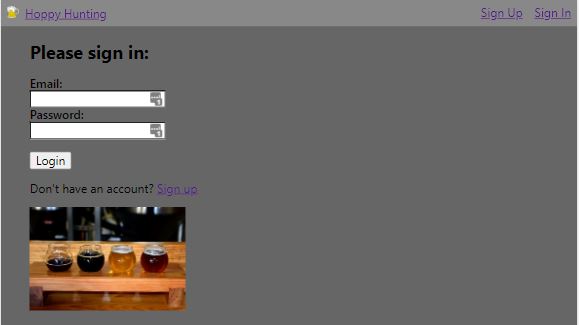 Hoppy Hunting Sign Up Sign In
Please sign in:
Email:
Password:
Login
Don't have an account? Sign up